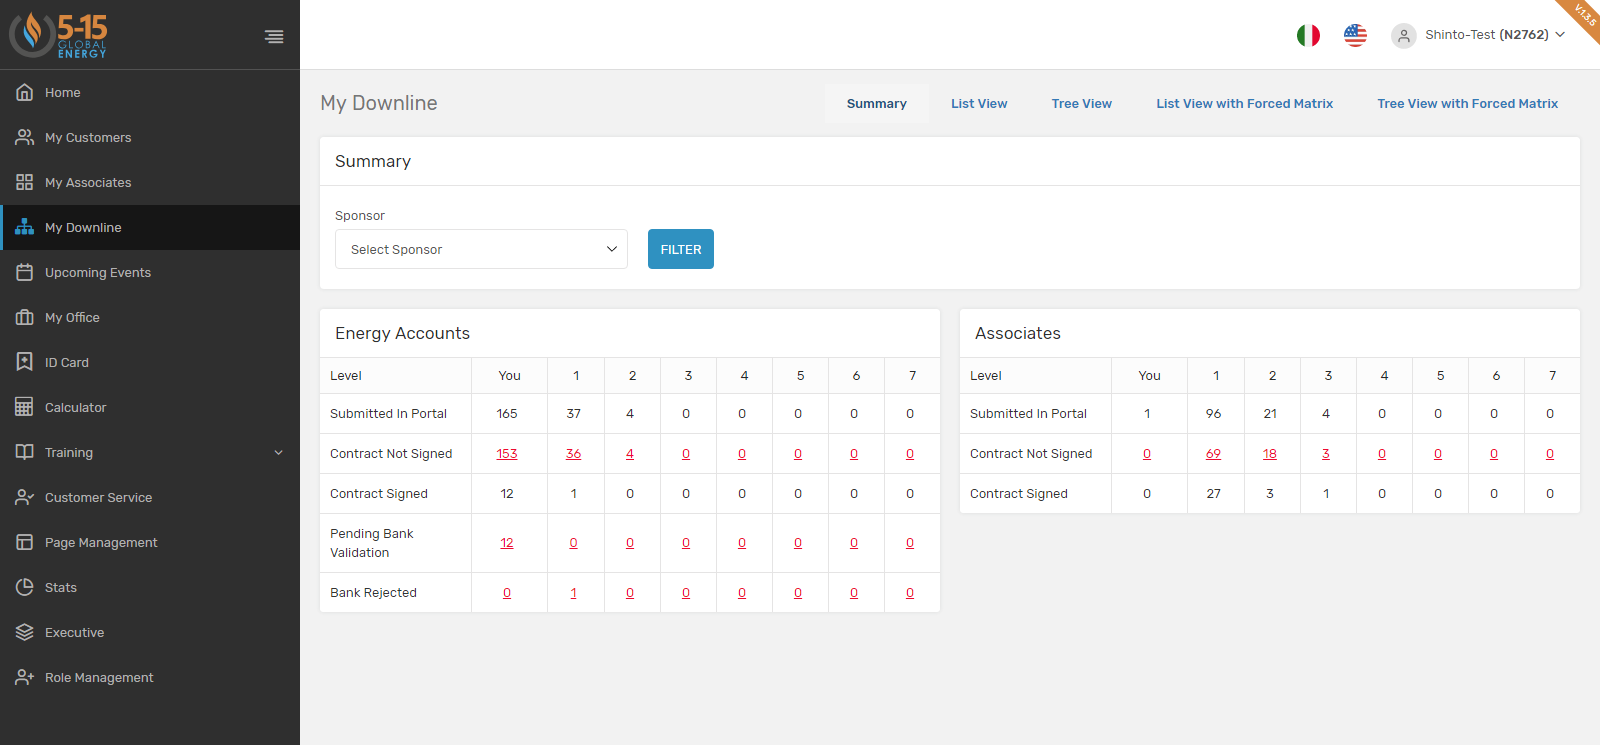 5-15
GLOBAL
ENERGY
Shinto-Test (N2762)
V.1.3.5
Home
My Customers
My Associates
My Downline
Upcoming Events
My Office
ID Card
Calculator
Training
Customer Service
Page Management
Stats
Executive
Role Management
My Downline
Summary List View Tree View List View with Forced Matrix Tree View with Forced Matrix
Summary
Sponsor
Select Sponsor FILTER
Energy Accounts
Level You 1 2 3 4 5 6 7
Submitted In Portal 165 37 4 0 0 0 0 0
Contract Not Signed 153 36 4 0 0 0 0 0
Contract Signed 12 1 0 0 0 0 0 0
Pending Bank
Validation 12 0 0 0 0 0 0 0
Bank Rejected 0 1 0 0 0 0 0 0
Associates
Level You 1 2 3 4 5 6 7
Submitted In Portal 1 96 21 4 0 0 0 0
Contract Not Signed 0 69 18 3 0 0 0 0
Contract Signed 0 27 3 1 0 0 0 0